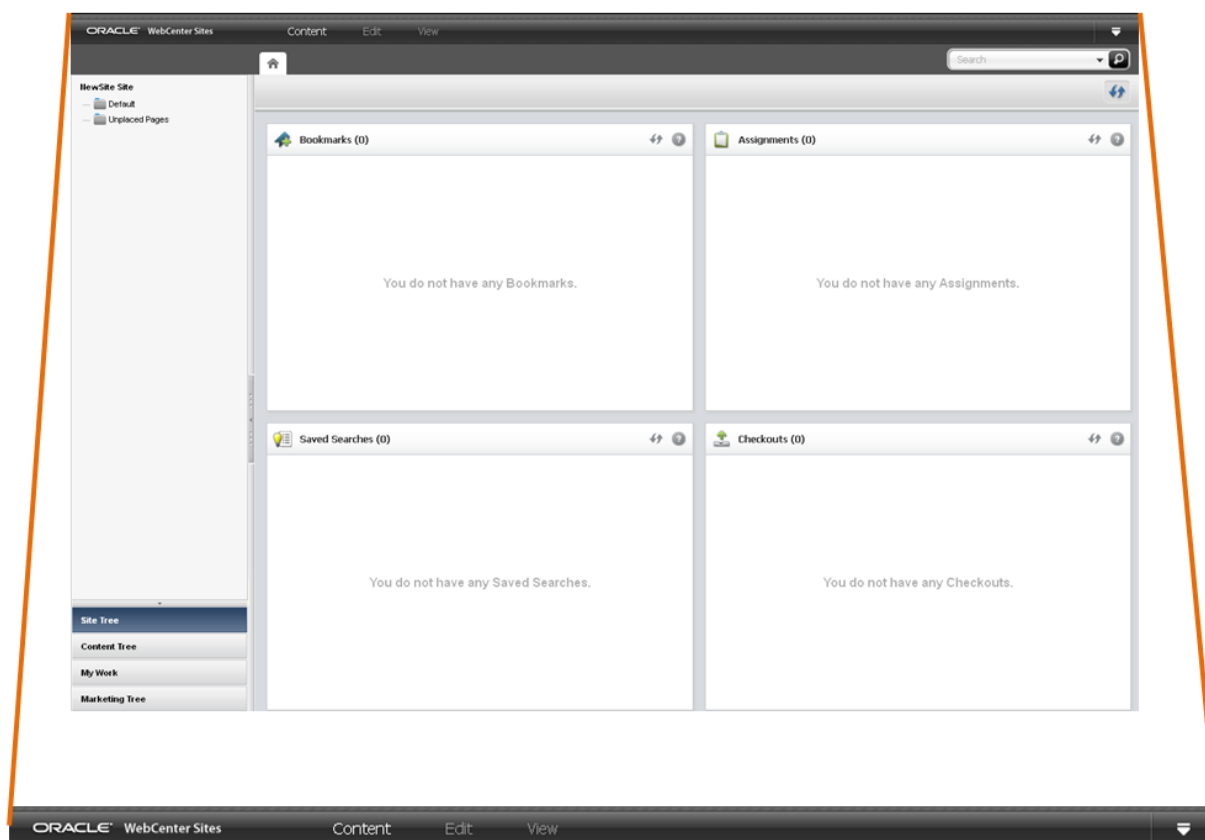 ORACLE WebCenter Sites Content Edit View
Search
NewSite Site
Default
Unplaced Pages
Bookmarks (0)
You do not have any Bookmarks.
Assignments (0)
You do not have any Assignments.
Saved Searches (0)
You do not have any Saved Searches.
Checkouts (0)
You do not have any Checkouts.
Site Tree
Content Tree
My Work
Marketing Tree
ORACLE WebCenter Sites Content Edit View